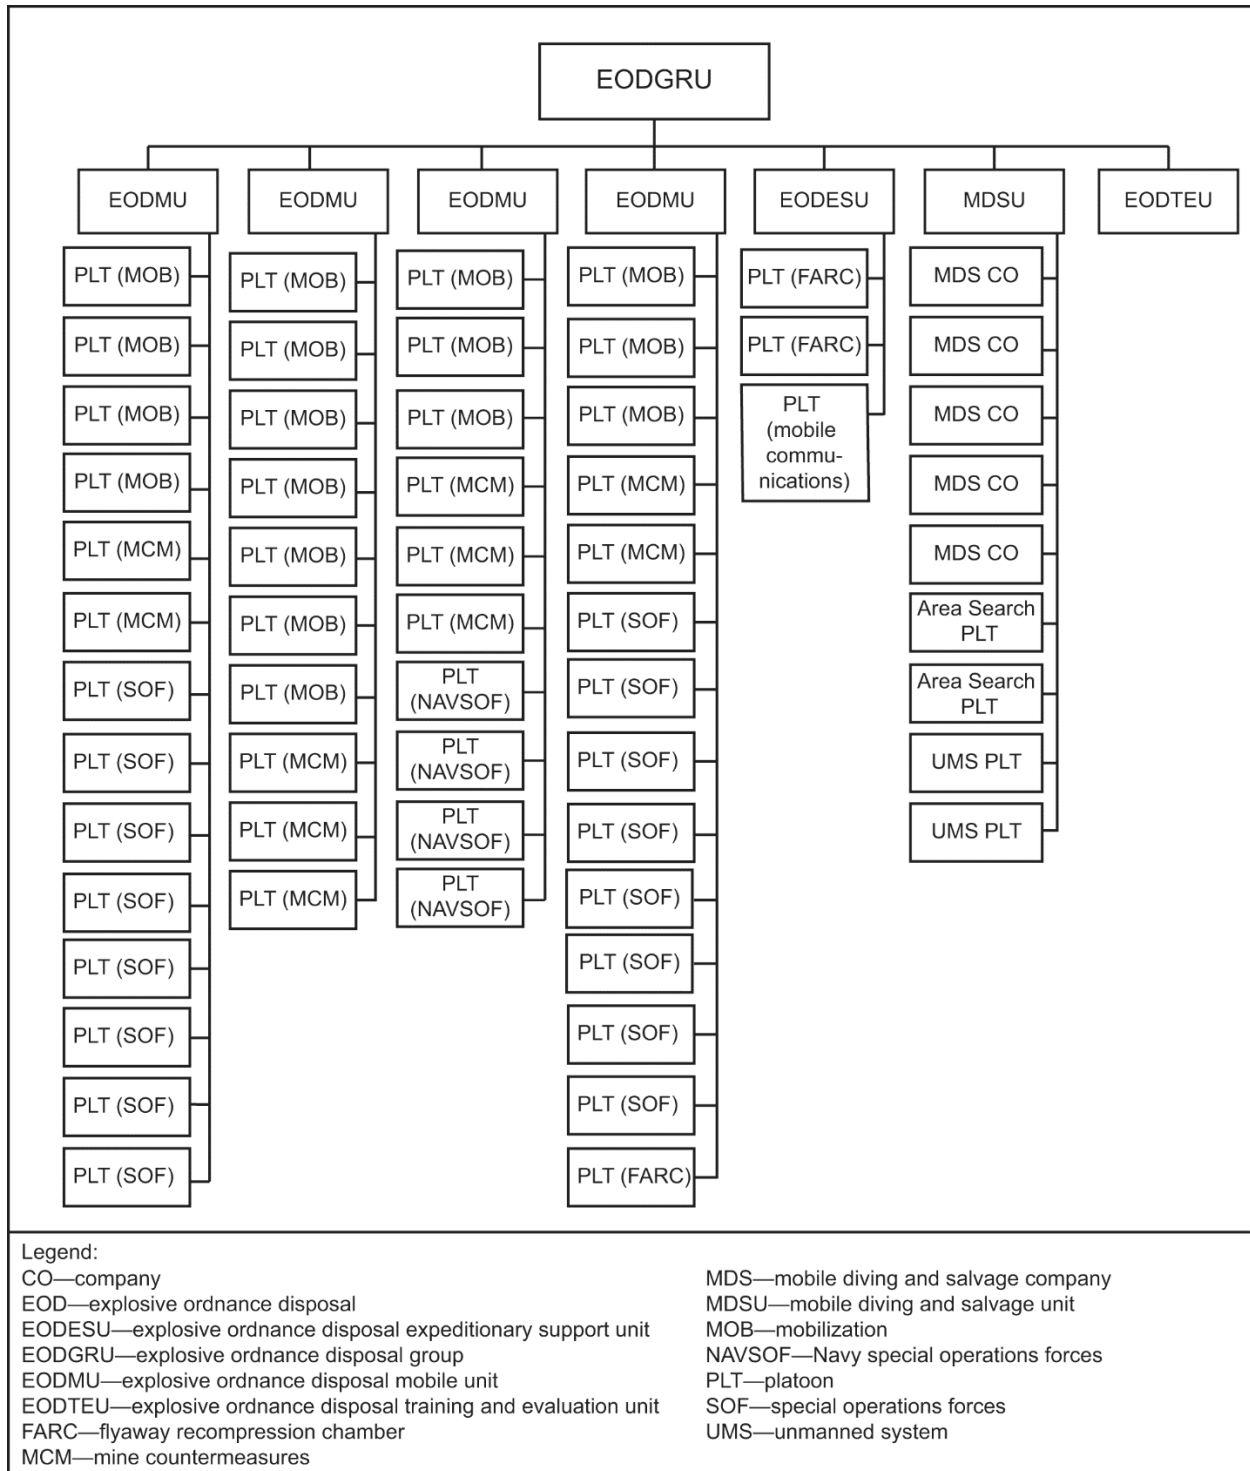 EODGRU
EODMU
EODMU
EODMU
EODMU
EODESU
MDSU
EODTEU
PLT (MOB)
PLT (MOB)
PLT (MOB)
PLT (MOB)
PLT (MCM)
PLT (MCM)
PLT (SOF)
PLT (SOF)
PLT (SOF)
PLT (SOF)
PLT (SOF)
PLT (SOF)
PLT (SOF)
PLT (SOF)
PLT (MOB)
PLT (MOB)
PLT (MOB)
PLT (MOB)
PLT (MOB)
PLT (MOB)
PLT (MOB)
PLT (MCM)
PLT (MCM)
PLT (MCM)
PLT (MOB)
PLT (MOB)
PLT (MOB)
PLT (MCM)
PLT (MCM)
PLT (MCM)
PLT
(NAVSOF)
PLT
(NAVSOF)
PLT
(NAVSOF)
PLT
(NAVSOF)
PLT (MOB)
PLT (MOB)
PLT (MOB)
PLT (MCM)
PLT (MCM)
PLT (SOF)
PLT (SOF)
PLT (SOF)
PLT (SOF)
PLT (SOF)
PLT (SOF)
PLT (SOF)
PLT (SOF)
PLT (FARC)
PLT (FARC)
PLT (FARC)
PLT
(mobile
commu-
nications)
MDS CO
MDS CO
MDS CO
MDS CO
MDS CO
Area Search
PLT
Area Search
PLT
UMS PLT
UMS PLT
Legend:
CO—company
EOD—explosive ordnance disposal
EODESU—explosive ordnance disposal expeditionary support unit
EODGRU—explosive ordnance disposal group
EODMU—explosive ordnance disposal mobile unit
EODTEU—explosive ordnance disposal training and evaluation unit
FARC—flyaway recompression chamber
MCM—mine countermeasures
MDS—mobile diving and salvage company
MDSU—mobile diving and salvage unit
MOB—mobilization
NAVSOF—Navy special operations forces
PLT—platoon
SOF—special operations forces
UMS—unmanned system